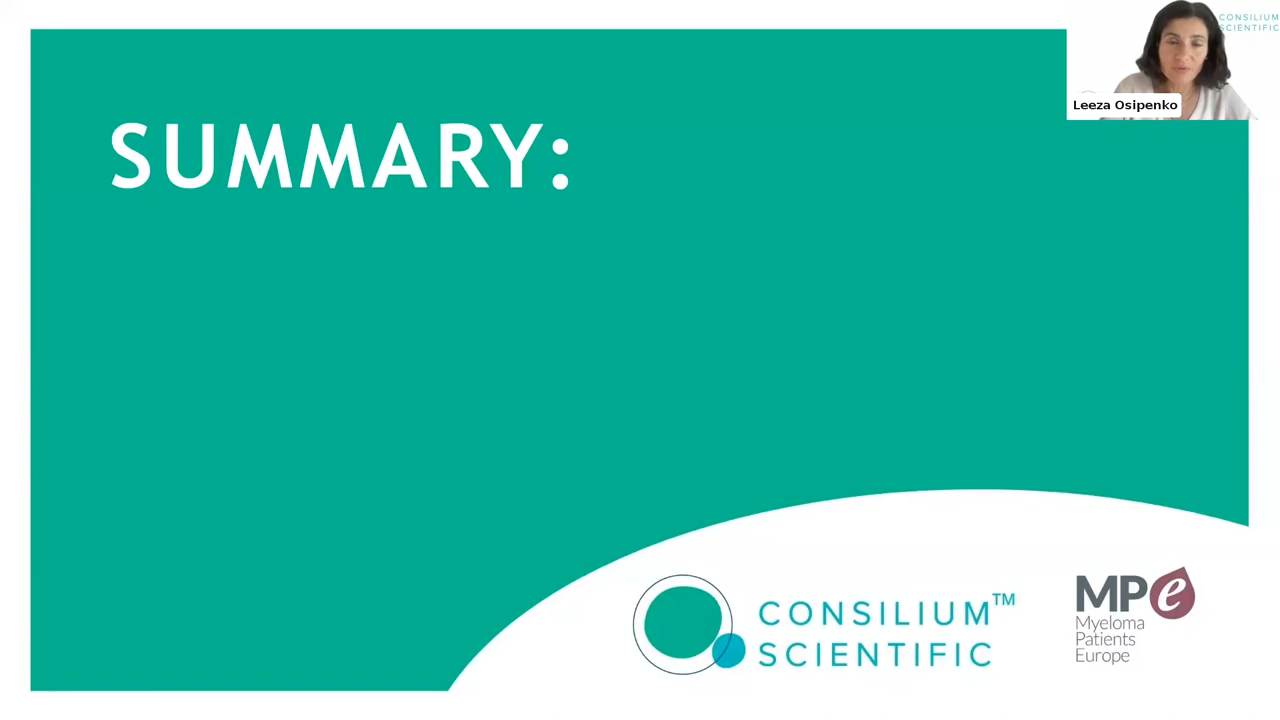 CONSILIUM
SCIENTIFIC
Leeza Osipenko
SUMMARY:
CONSILIUM™
SCIENTIFIC
MPe
Myeloma
Patients
Europe